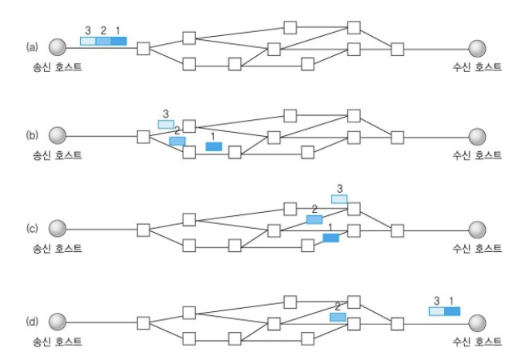 3 2 1
(a)
송신 호스트 수신 호스트
3
(b) 2 1
송신 호스트 수신 호스트
3
2
(c) 1
송신 호스트 수신 호스트
3 1
(d) 2
송신 호스트 수신 호스트